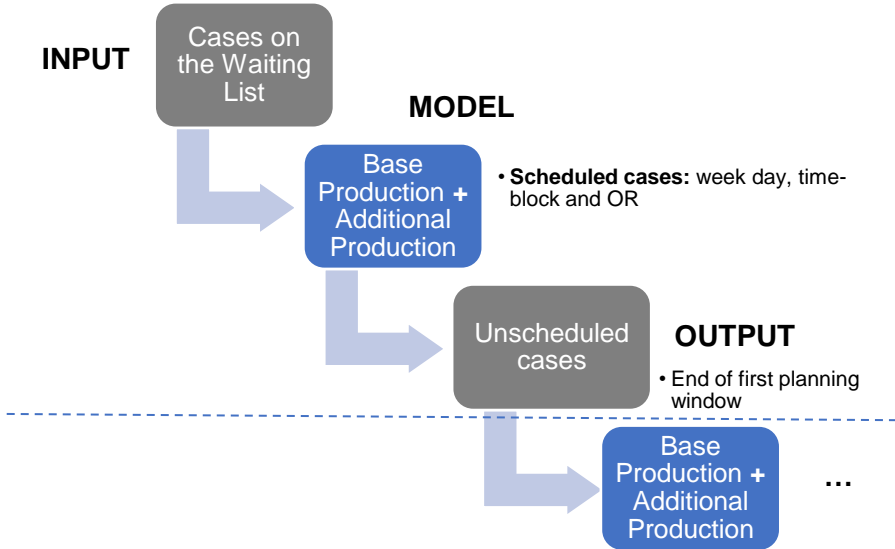 INPUT
Cases on
the Waiting
List
MODEL
Base
Production +
Additional
Production
• Scheduled cases: week day, time-
block and OR
Unscheduled
cases
OUTPUT
• End of first planning
window
Base
Production +
Additional
Production
...